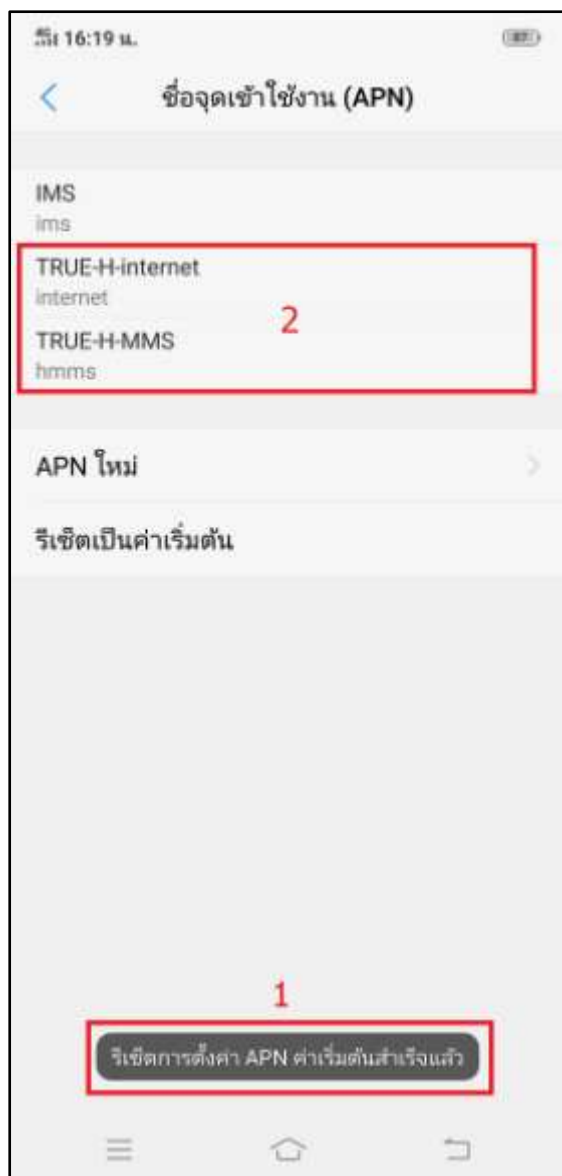 16:19 น.
87
ชื่อจุดเข้าใช้งาน (APN)
IMS
ims
TRUE-H-internet
internet
2
TRUE-H-MMS
hmms
APN ใหม่
รีเซ็ตเป็นค่าเริ่มต้น
1
รีเซ็ตการตั้งค่า APN ค่าเริ่มต้นสำเร็จแล้ว